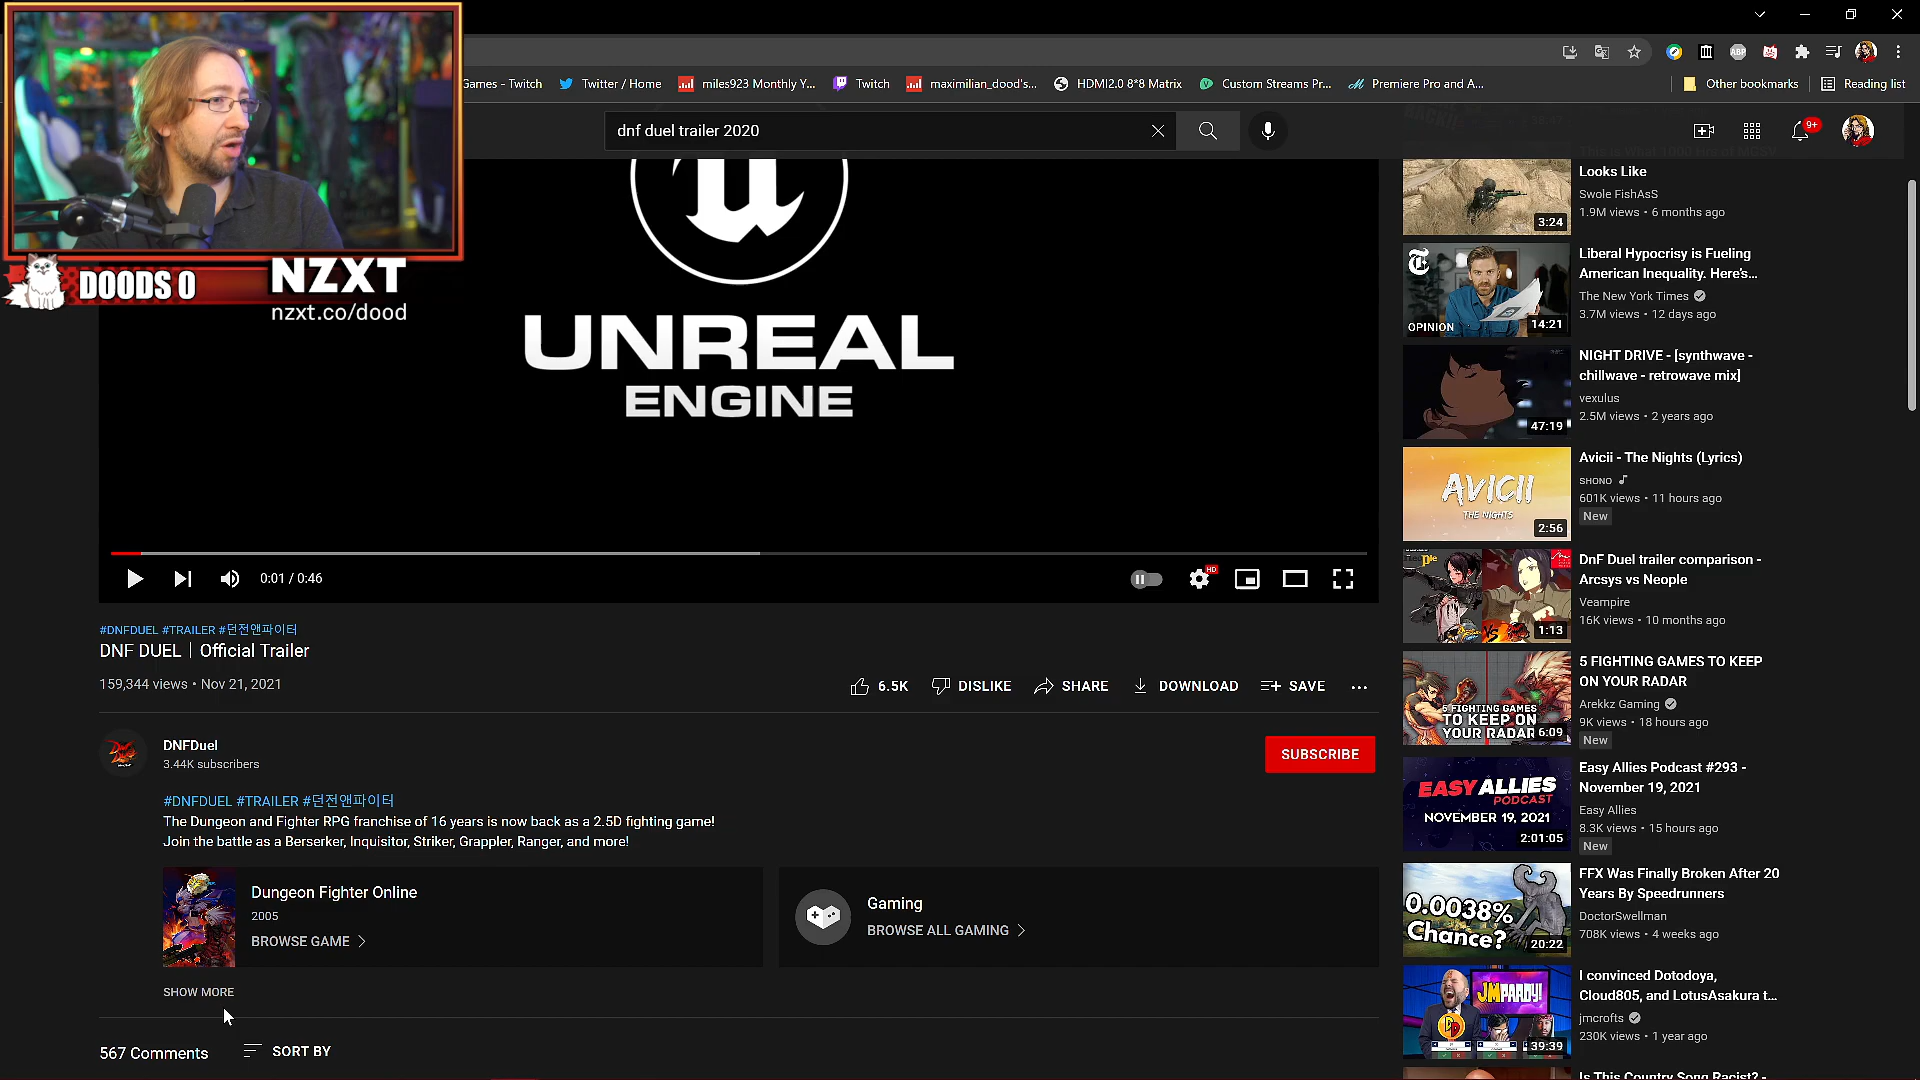 Games - Twitch
Twitter / Home
miles923 Monthly Y...
Twitch
maximilian_dood's...
HDMI2.0 8*8 Matrix
Custom Streams Pr...
Premiere Pro and A...
Other bookmarks
Reading list
dnf duel trailer 2020
9+
DOODS 0
NZXT
nzxt.co/dood
UNREAL
ENGINE
0:01 / 0:46
HD
#DNFDUEL #TRAILER #던전앤파이터
DNF DUEL｜Official Trailer
159,344 views • Nov 21, 2021
6.5K
DISLIKE
SHARE
DOWNLOAD
SAVE
DNFDuel
3.44K subscribers
SUBSCRIBE
#DNFDUEL #TRAILER #던전앤파이터
The Dungeon and Fighter RPG franchise of 16 years is now back as a 2.5D fighting game!
Join the battle as a Berserker, Inquisitor, Striker, Grappler, Ranger, and more!
Dungeon Fighter Online
2005
BROWSE GAME
Gaming
BROWSE ALL GAMING
SHOW MORE
567 Comments
SORT BY
Looks Like
Swole FishAsS
1.9M views • 6 months ago
3:24
Liberal Hypocrisy is Fueling
American Inequality. Here's...
The New York Times
3.7M views • 12 days ago
OPINION
14:21
NIGHT DRIVE - [synthwave -
chillwave - retrowave mix]
vexulus
2.5M views • 2 years ago
47:19
Avicii - The Nights (Lyrics)
SHONO
601K views • 11 hours ago
New
AVICII
THE NIGHTS
2:56
DnF Duel trailer comparison -
Arcsys vs Neople
Veampire
16K views • 10 months ago
VS
1:13
5 FIGHTING GAMES TO KEEP
ON YOUR RADAR
Arekkz Gaming
9K views • 18 hours ago
New
5 FIGHTING GAMES
TO KEEP ON
YOUR RADAR
6:09
Easy Allies Podcast #293 -
November 19, 2021
Easy Allies
8.3K views • 15 hours ago
New
EASY ALLIES
PODCAST
NOVEMBER 19, 2021
2:01:05
FFX Was Finally Broken After 20
Years By Speedrunners
DoctorSwellman
708K views • 4 weeks ago
0.0038%
Chance?
20:22
I convinced Dotodoya,
Cloud805, and LotusAsakura t...
jmcrofts
230K views • 1 year ago
JMPARDY!
39:39
Is This Country Song Racist? -